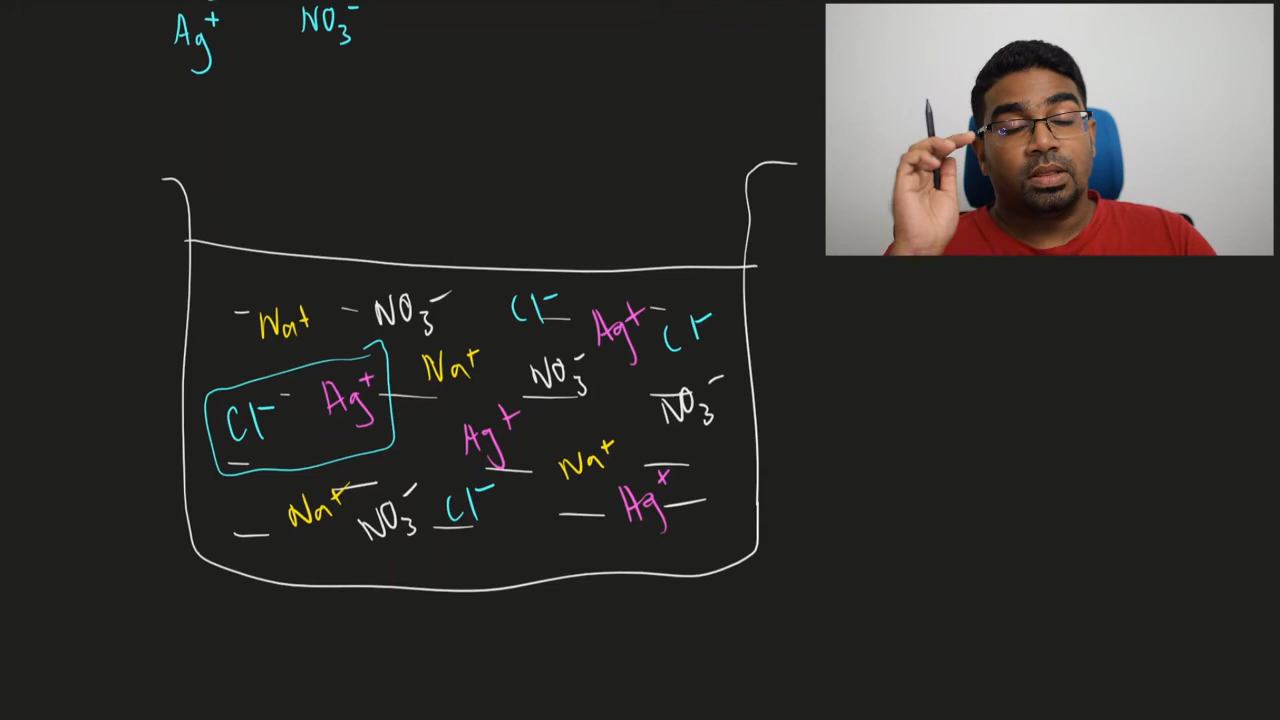 Ag⁺ NO₃⁻
Na⁺ NO₃⁻ Cl⁻ Ag⁺ Cl⁻
Cl⁻ Ag⁺ Na⁺ NO₃⁻ NO₃⁻
Ag⁺ Na⁺
Na⁺ NO₃⁻ Cl⁻ Ag⁺